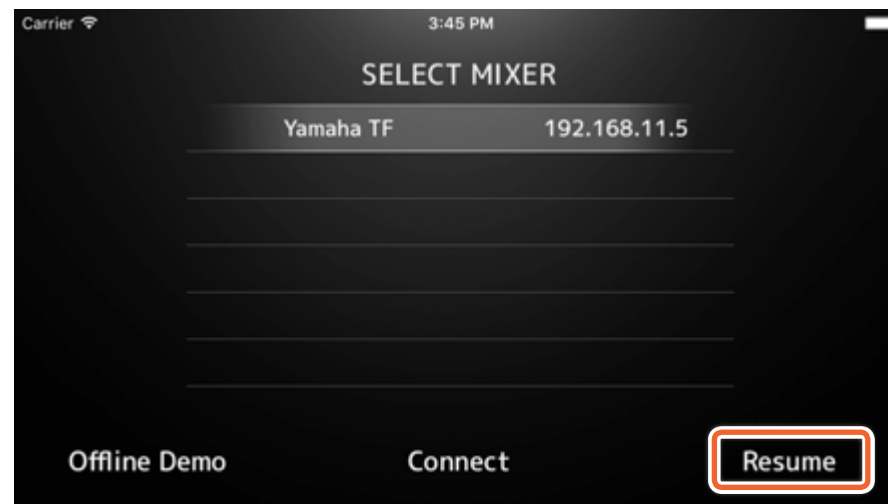 Carrier 3:45 PM
SELECT MIXER
Yamaha TF 192.168.11.5
Offline Demo Connect Resume